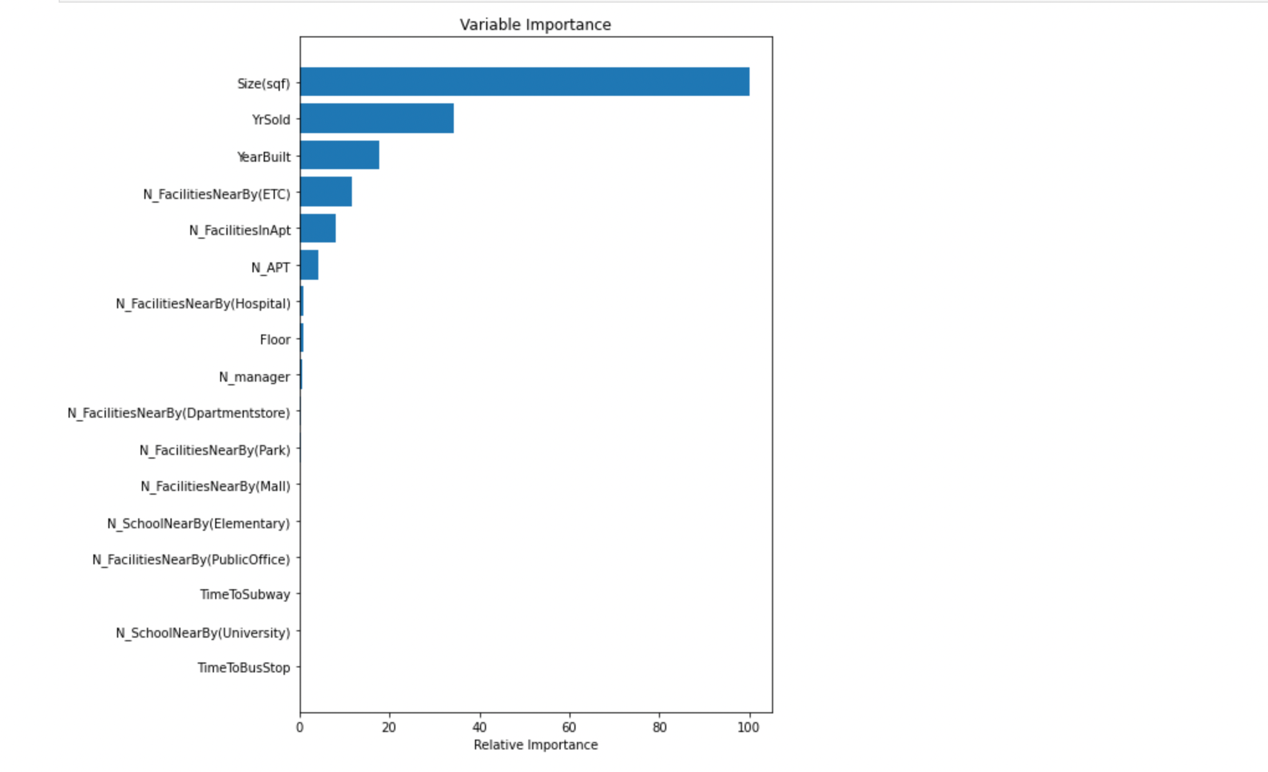 Variable Importance
Size(sqf)
YrSold
YearBuilt
N_FacilitiesNearBy(ETC)
N_FacilitiesInApt
N_APT
N_FacilitiesNearBy(Hospital)
Floor
N_manager
N_FacilitiesNearBy(Dpartmentstore)
N_FacilitiesNearBy(Park)
N_FacilitiesNearBy(Mall)
N_SchoolNearBy(Elementary)
N_FacilitiesNearBy(PublicOffice)
TimeToSubway
N_SchoolNearBy(University)
TimeToBusStop
0 20 40 60 80 100
Relative Importance